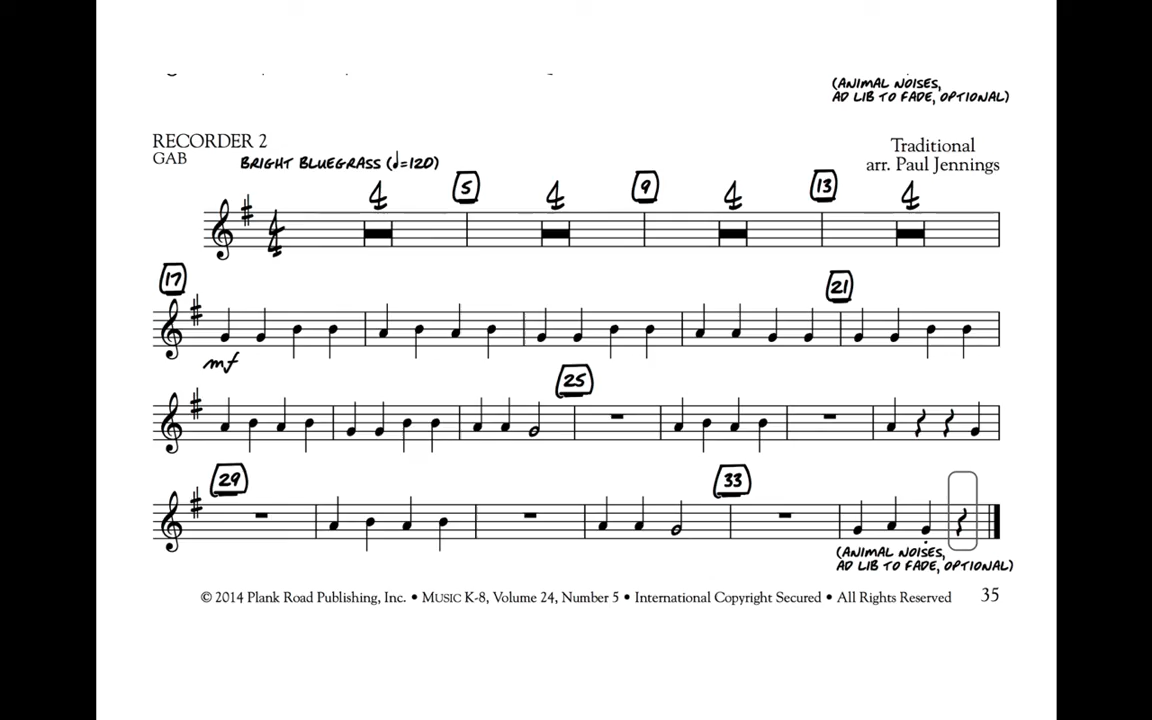 (ANIMAL NOISES,
AD LIB TO FADE, OPTIONAL)
RECORDER 2
GAB
BRIGHT BLUEGRASS (♩=120)
Traditional
arr. Paul Jennings
4 5 4 9 4 13 4
4
4
17
21
mf
25
29
33
(ANIMAL NOISES,
AD LIB TO FADE, OPTIONAL)
© 2014 Plank Road Publishing, Inc. • MUSIC K-8, Volume 24, Number 5 • International Copyright Secured • All Rights Reserved 35